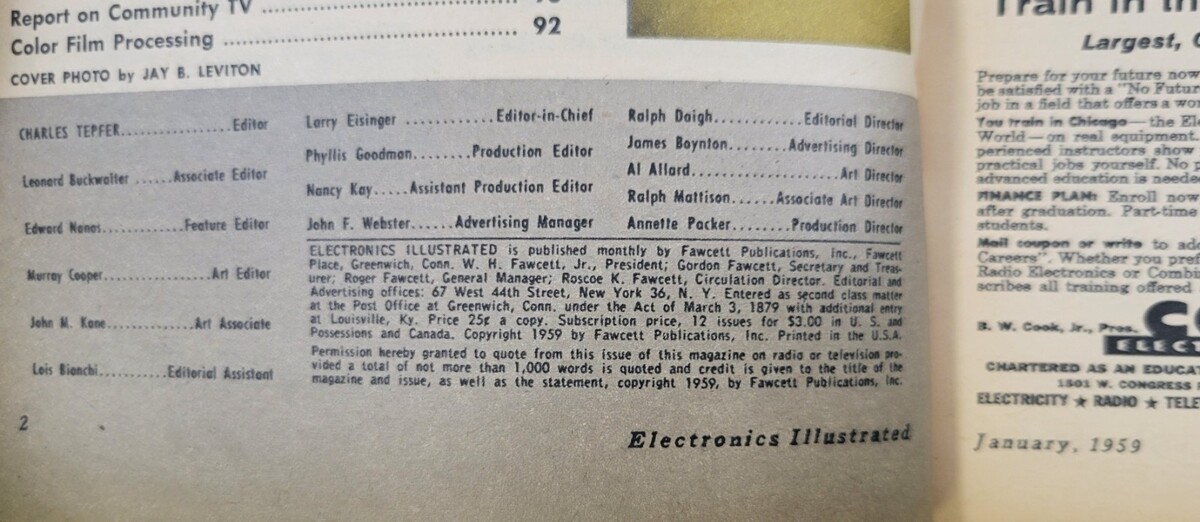 Report on Community TV
Color Film Processing .......................................... 92
COVER PHOTO by JAY B. LEVITON
CHARLES TEPFER..................Editor
Leonard Buckwalter ......Associate Editor
Edward Nanas.............Feature Editor
Murray Cooper..................Art Editor
John M. Kane..............Art Associate
Lois Bianchi...........Editorial Assistant
Larry Eisinger ............Editor-in-Chief
Phyllis Goodman........Production Editor
Nancy Kay.....Assistant Production Editor
John F. Webster......Advertising Manager
Ralph Daigh............Editorial Director
James Boynton........Advertising Director
Al Allard.....................Art Director
Ralph Mattison......Associate Art Director
Annette Packer........Production Director
ELECTRONICS ILLUSTRATED is published monthly by Fawcett Publications, Inc., Fawcett
Place, Greenwich, Conn. W. H. Fawcett, Jr., President; Gordon Fawcett, Secretary and Treas-
urer; Roger Fawcett, General Manager; Roscoe K. Fawcett, Circulation Director. Editorial and
Advertising offices: 67 West 44th Street, New York 36, N. Y. Entered as second class matter
at the Post Office at Greenwich, Conn. under the Act of March 3, 1879 with additional entry
at Louisville, Ky. Price 25¢ a copy. Subscription price, 12 issues for $3.00 in U. S. and
Possessions and Canada. Copyright 1959 by Fawcett Publications, Inc. Printed in the U.S.A.
Permission hereby granted to quote from this issue of this magazine on radio or television pro-
vided a total of not more than 1,000 words is quoted and credit is given to the title of the
magazine and issue, as well as the statement, copyright 1959, by Fawcett Publications, Inc.
2
Electronics Illustrated
Train in
Largest,
Prepare for your future now
be satisfied with a "No Futur
job in a field that offers a wo
You train in Chicago—the El
World—on real equipment.
perienced instructors show
practical jobs yourself. No p
advanced education is neede
FINANCE PLAN: Enroll now
after graduation. Part-time
students.
Mail coupon or write to ad
Careers". Whether you pref
Radio Electronics or Combi
scribes all training offered
B. W. Cook, Jr., Pres.
ELECT
CHARTERED AS AN EDUCA
1501 W. CONGRESS
ELECTRICITY ★ RADIO ★ TELE
January, 1959